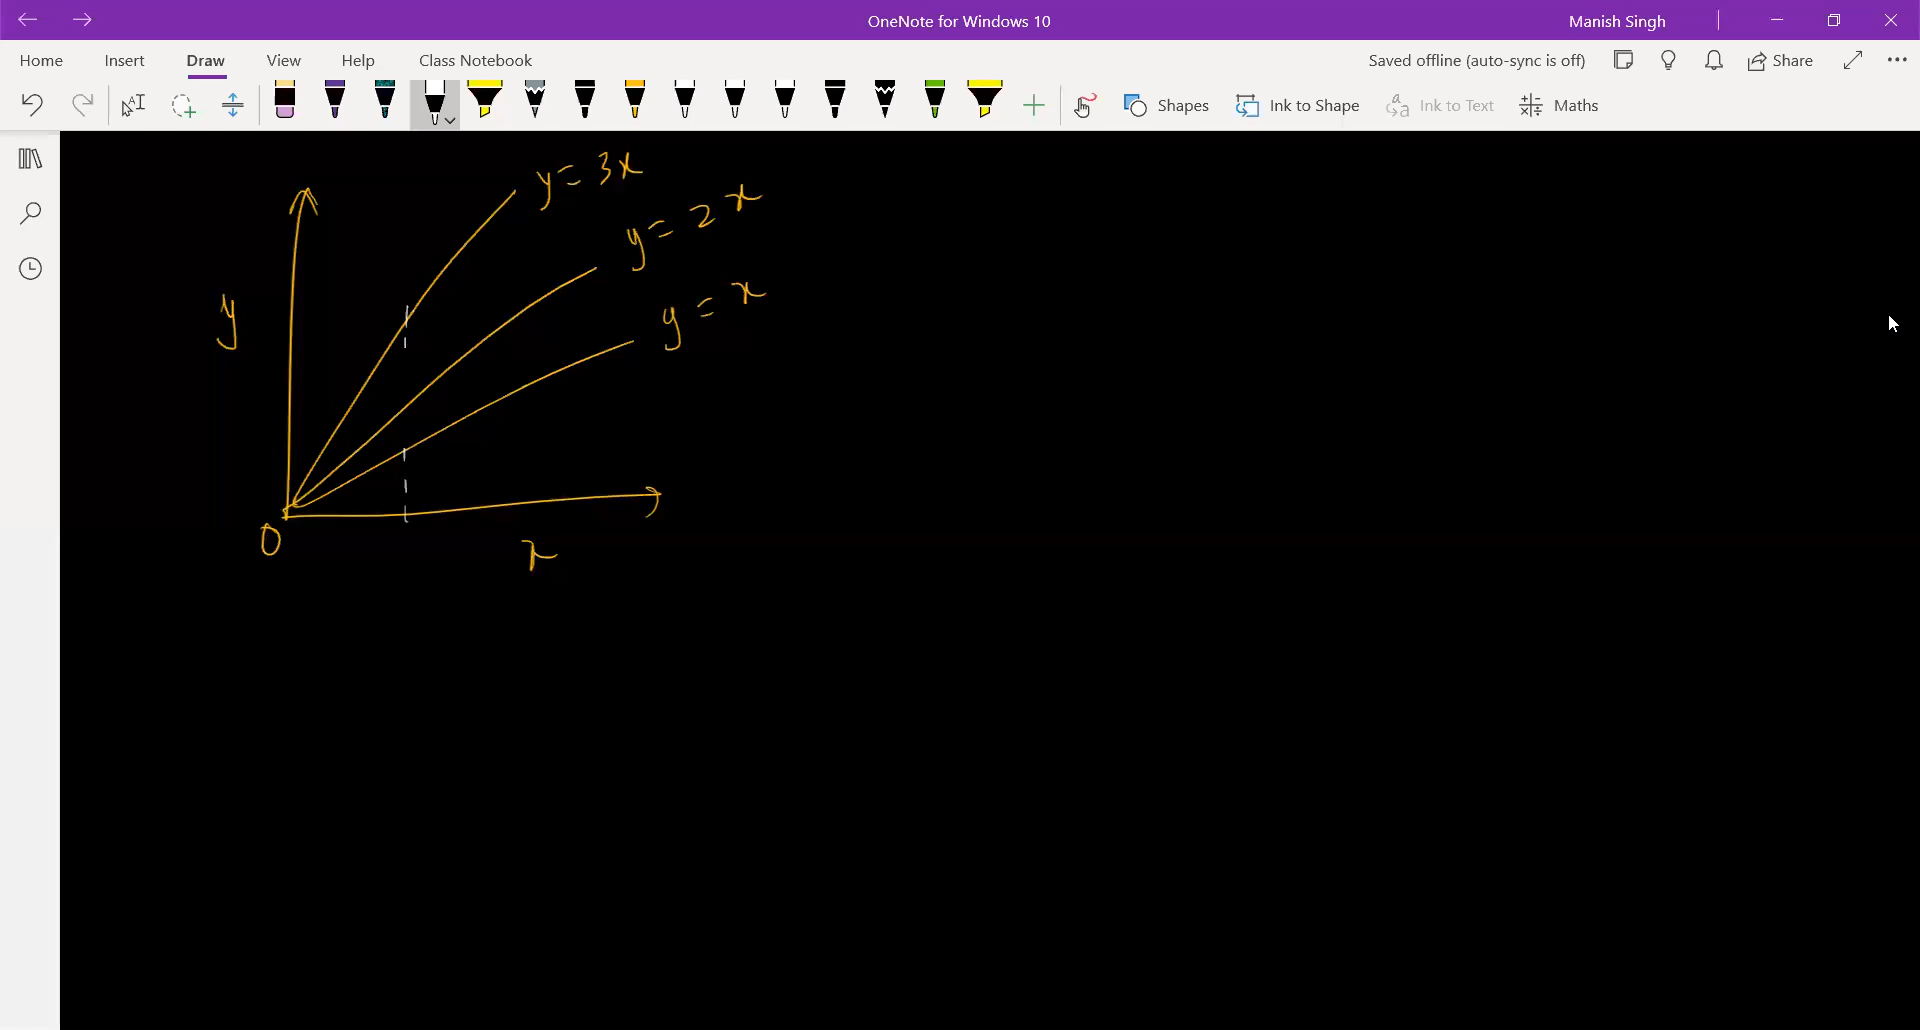 OneNote for Windows 10
Manish Singh
Home Insert Draw View Help Class Notebook
Saved offline (auto-sync is off)
Share
Shapes
Ink to Shape
Ink to Text
Maths
y = 3x
y = 2x
y = x
y
0
x